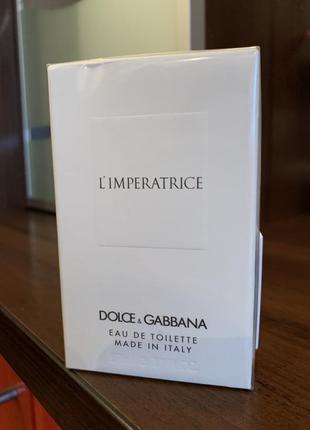 L'IMPERATRICE
DOLCE & GABBANA
EAU DE TOILETTE
MADE IN ITALY